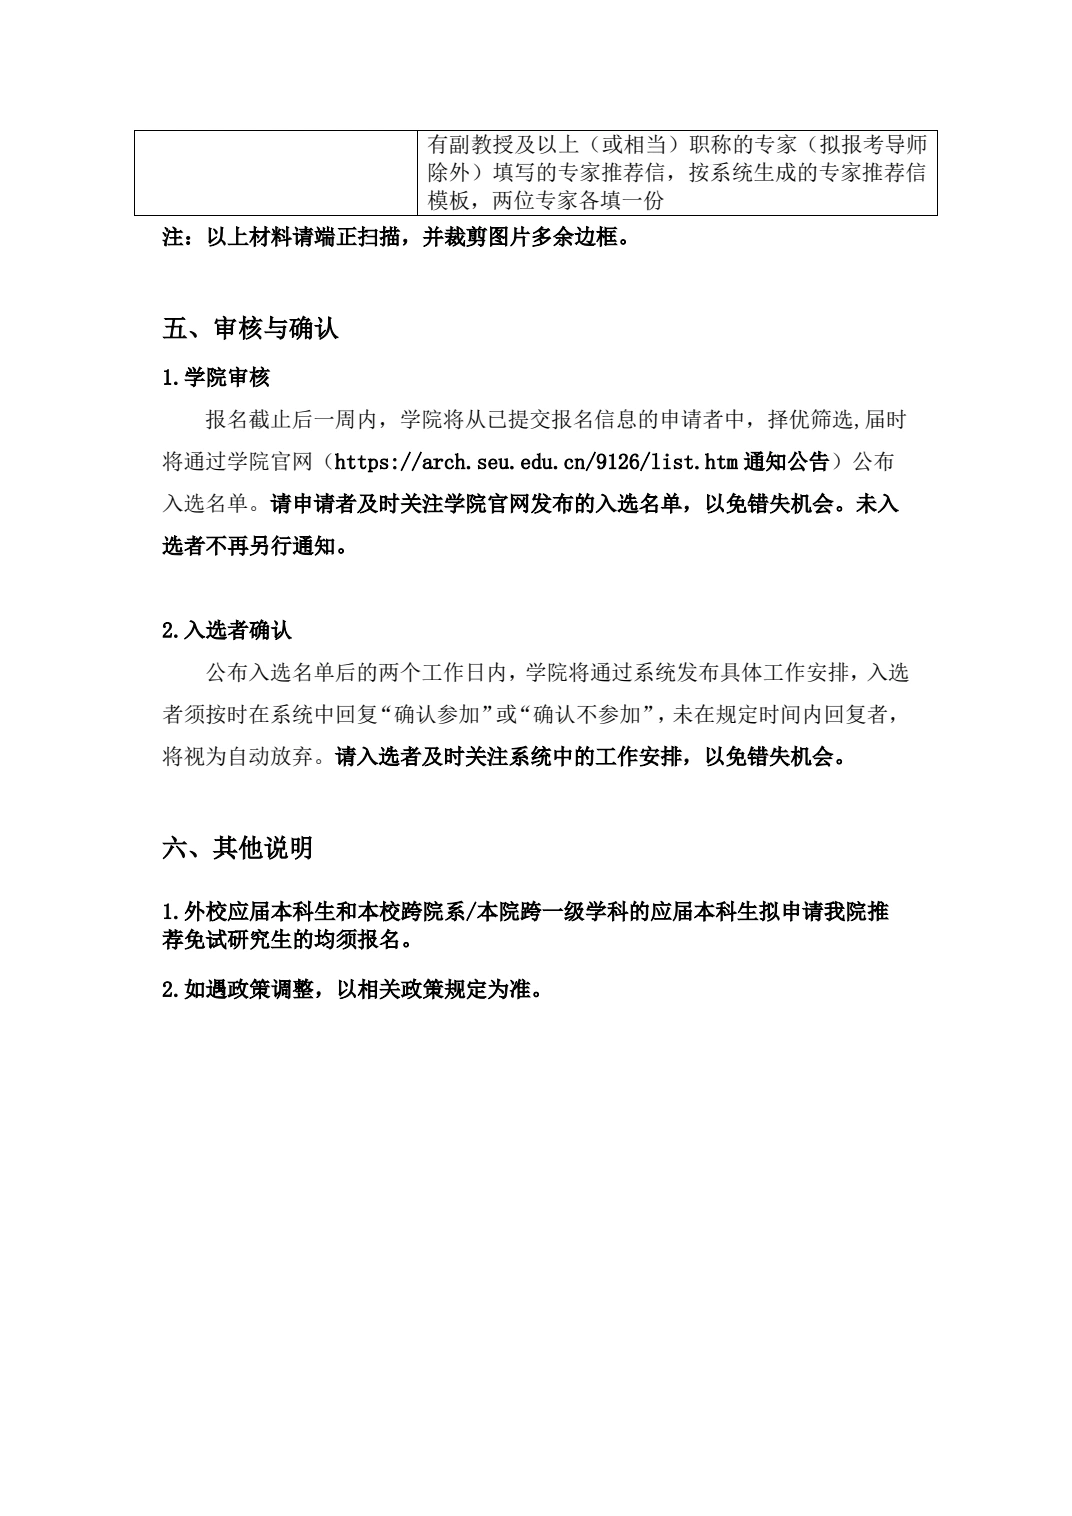 有副教授及以上（或相当）职称的专家（拟报考导师
除外）填写的专家推荐信，按系统生成的专家推荐信
模板，两位专家各填一份
注：以上材料请端正扫描，并裁剪图片多余边框。
五、审核与确认
1.学院审核
报名截止后一周内，学院将从已提交报名信息的申请者中，择优筛选,届时
将通过学院官网（https://arch.seu.edu.cn/9126/list.htm 通知公告）公布
入选名单。请申请者及时关注学院官网发布的入选名单，以免错失机会。未入
选者不再另行通知。
2.入选者确认
公布入选名单后的两个工作日内，学院将通过系统发布具体工作安排，入选
者须按时在系统中回复“确认参加”或“确认不参加”，未在规定时间内回复者，
将视为自动放弃。请入选者及时关注系统中的工作安排，以免错失机会。
六、其他说明
1.外校应届本科生和本校跨院系/本院跨一级学科的应届本科生拟申请我院推
荐免试研究生的均须报名。
2.如遇政策调整，以相关政策规定为准。